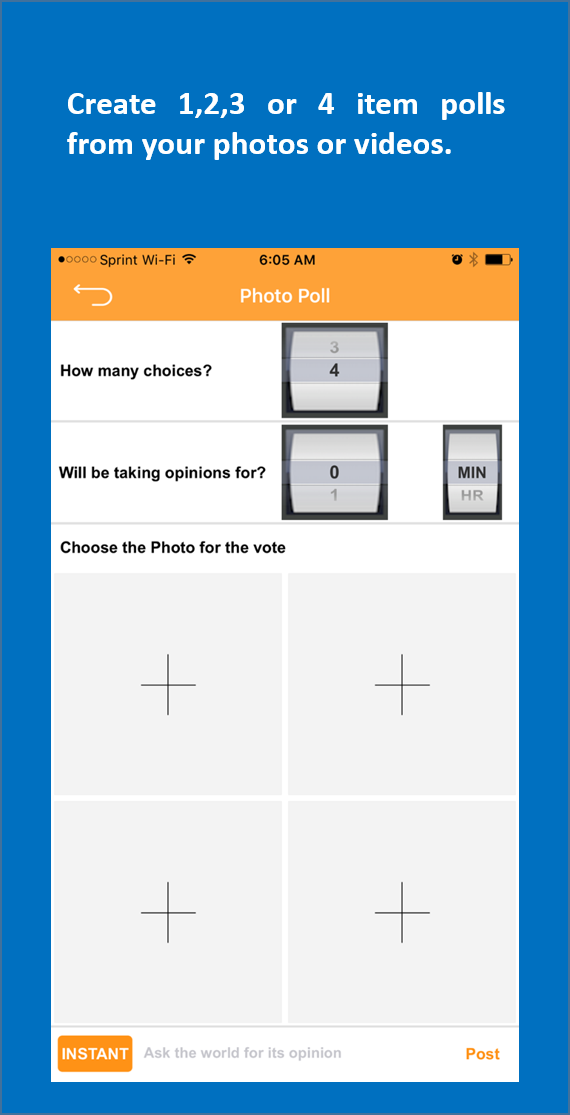 Create 1,2,3 or 4 item polls
from your photos or videos.
Sprint Wi-Fi 6:05 AM
Photo Poll
3
How many choices? 4
Will be taking opinions for? 0 MIN
1 HR
Choose the Photo for the vote
INSTANT Ask the world for its opinion Post